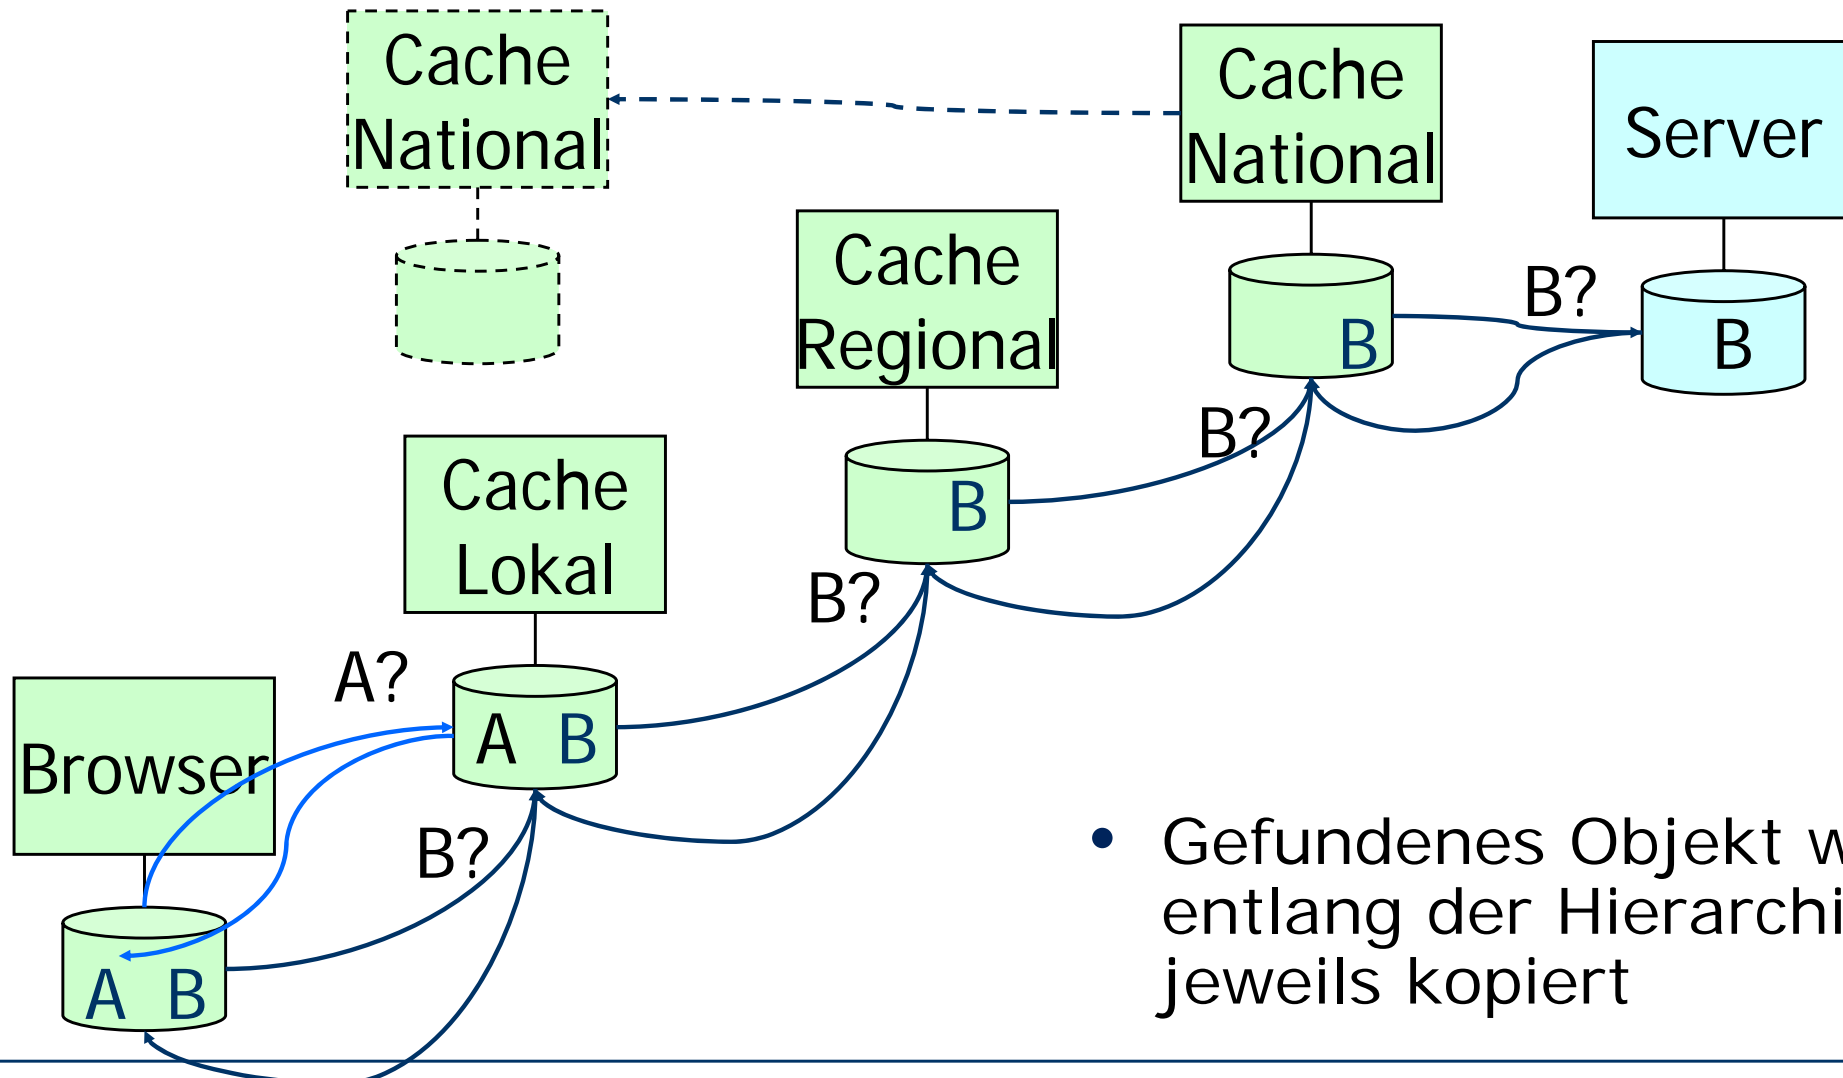 Cache
National
Cache
National
Server
Cache
Regional
B?
B
B
Cache
Lokal
B?
B
B?
A?
A B
Browser
B?
A B
• Gefundenes Objekt w
entlang der Hierarchi
jeweils kopiert